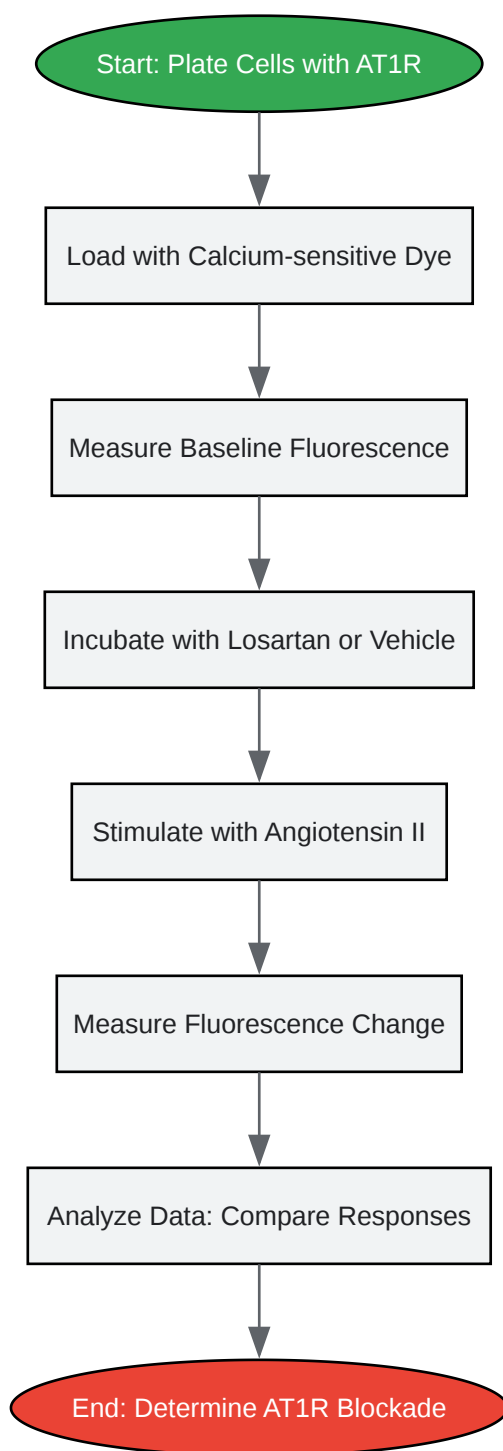 Start: Plate Cells with AT1R
Load with Calcium-sensitive Dye
Measure Baseline Fluorescence
Incubate with Losartan or Vehicle
Stimulate with Angiotensin II
Measure Fluorescence Change
Analyze Data: Compare Responses
End: Determine AT1R Blockade